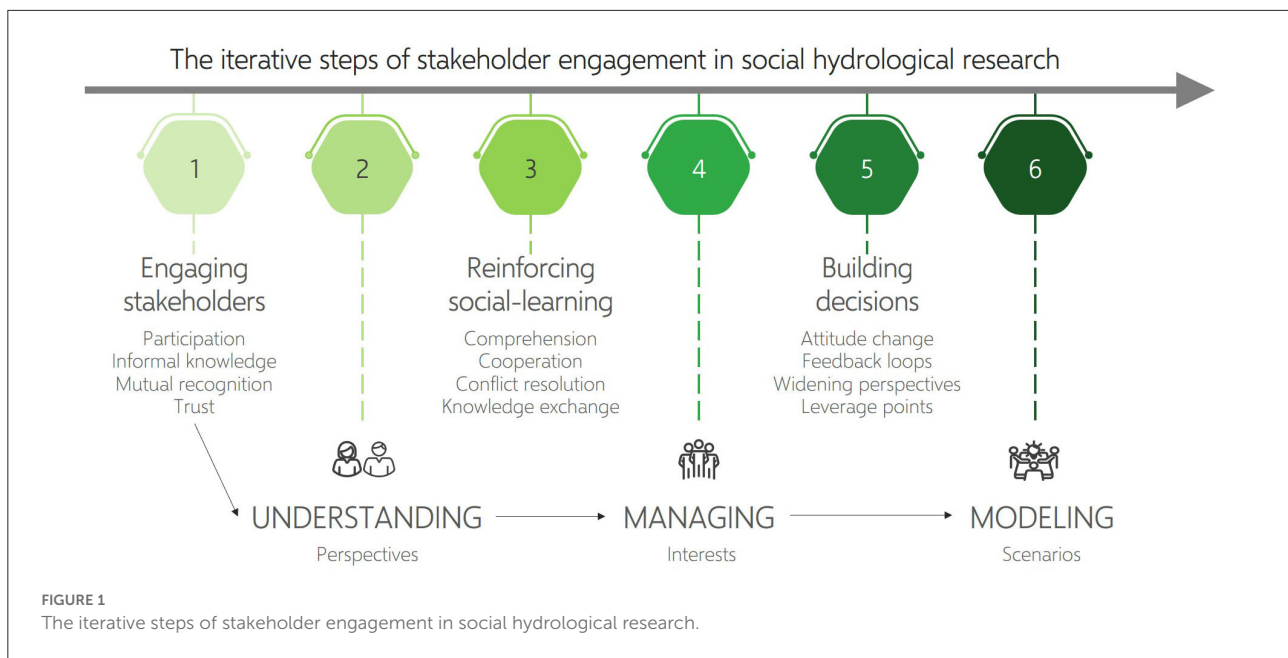 The iterative steps of stakeholder engagement in social hydrological research
1
2
3
4
5
6
Engaging
stakeholders
Participation
Informal knowledge
Mutual recognition
Trust
Reinforcing
social-learning
Comprehension
Cooperation
Conflict resolution
Knowledge exchange
Building
decisions
Attitude change
Feedback loops
Widening perspectives
Leverage points
UNDERSTANDING
Perspectives
MANAGING
Interests
MODELING
Scenarios
FIGURE 1
The iterative steps of stakeholder engagement in social hydrological research.